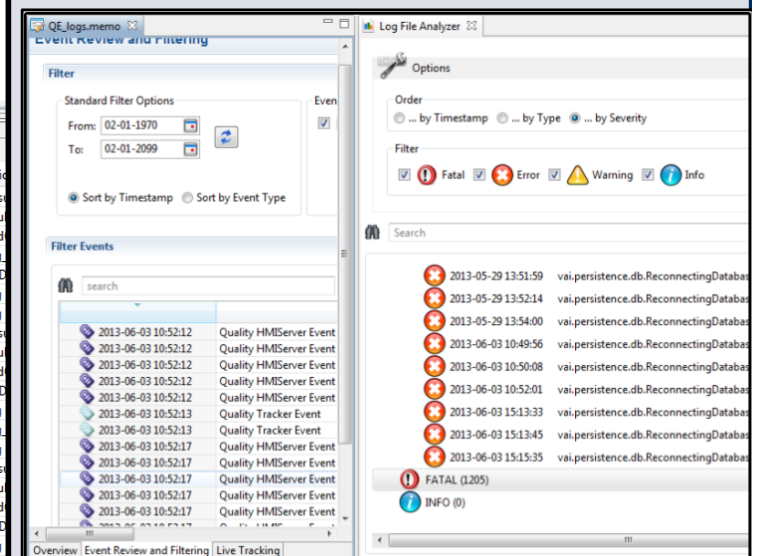 QE_logs.memo
Event Review and Filtering
Filter
Standard Filter Options
From: 02-01-1970
To: 02-01-2099
Sort by Timestamp Sort by Event Type
Filter Events
search
2013-06-03 10:52:12 Quality HMIServer Event
2013-06-03 10:52:12 Quality HMIServer Event
2013-06-03 10:52:12 Quality HMIServer Event
2013-06-03 10:52:12 Quality HMIServer Event
2013-06-03 10:52:12 Quality HMIServer Event
2013-06-03 10:52:13 Quality Tracker Event
2013-06-03 10:52:13 Quality Tracker Event
2013-06-03 10:52:17 Quality HMIServer Event
2013-06-03 10:52:17 Quality HMIServer Event
2013-06-03 10:52:17 Quality HMIServer Event
2013-06-03 10:52:17 Quality HMIServer Event
2013-06-03 10:52:17 Quality HMIServer Event
Overview Event Review and Filtering Live Tracking
Log File Analyzer
Options
Order
... by Timestamp ... by Type ... by Severity
Filter
Fatal Error Warning Info
Search
2013-05-29 13:51:59 vai.persistence.db.ReconnectingDatabas
2013-05-29 13:52:14 vai.persistence.db.ReconnectingDatabas
2013-05-29 13:54:00 vai.persistence.db.ReconnectingDatabas
2013-06-03 10:49:56 vai.persistence.db.ReconnectingDatabas
2013-06-03 10:50:08 vai.persistence.db.ReconnectingDatabas
2013-06-03 10:52:01 vai.persistence.db.ReconnectingDatabas
2013-06-03 15:13:33 vai.persistence.db.ReconnectingDatabas
2013-06-03 15:13:45 vai.persistence.db.ReconnectingDatabas
2013-06-03 15:15:35 vai.persistence.db.ReconnectingDatabas
FATAL (1205)
INFO (0)